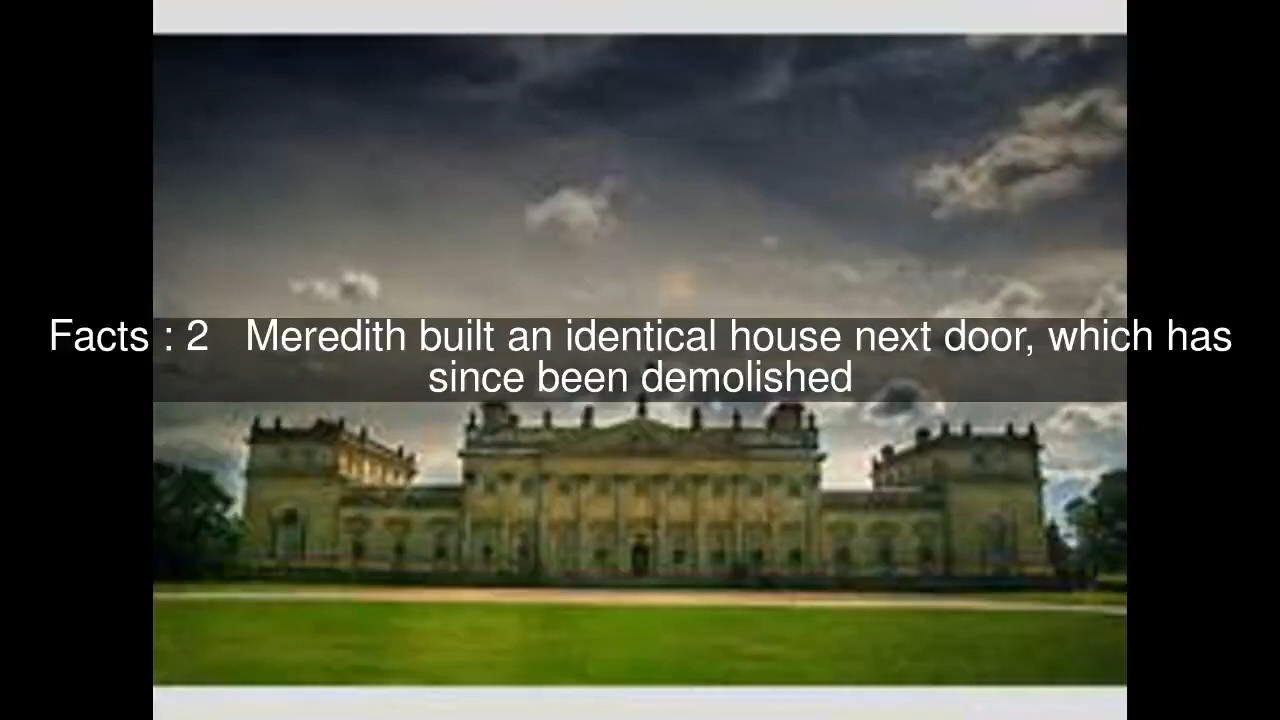 Facts : 2   Meredith built an identical house next door, which has
since been demolished